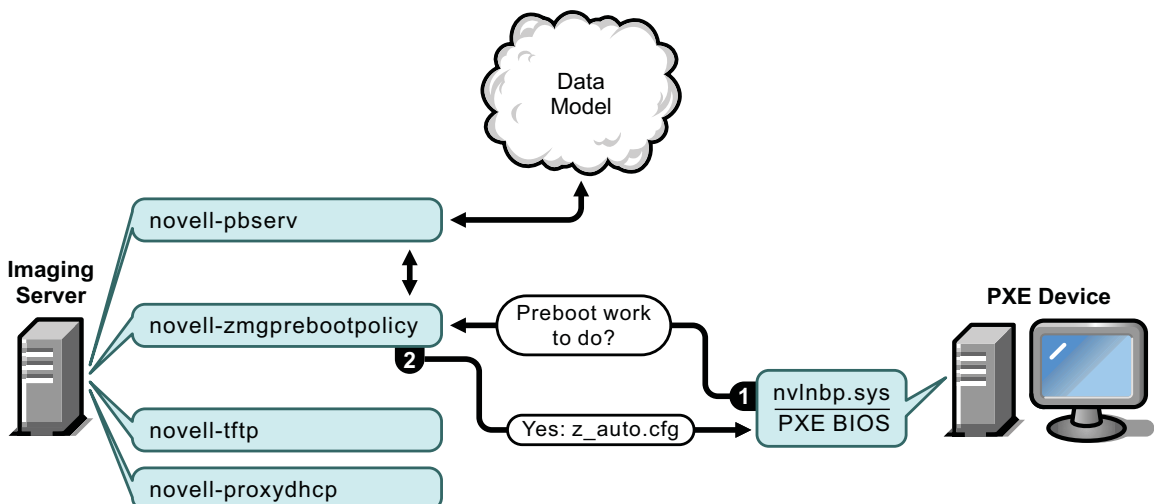 Data
Model
novell-pbserv
Imaging
Server
novell-zmgprebootpolicy
Preboot work
to do?
PXE Device
2
1
nvlnbp.sys
PXE BIOS
novell-tftp
Yes: z_auto.cfg
novell-proxydhcp